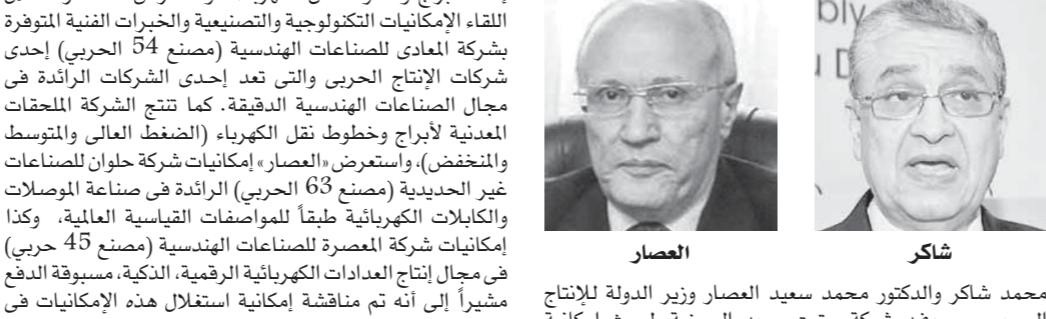 bly
شاكر
العصار
محمد شاكر والدكتور محمد سعيد العصار وزير الدولة للإنتاج
اللقاء الإمكانيات التكنولوجية والتصنيعية والخبرات الفنية المتوفرة
بشركة المعادى للصناعات الهندسية (مصنع 54 الحربي) إحدى
شركات الإنتاج الحربى والتى تعد إحـدى الشركات الرائدة فى
مجال الصناعات الهندسية الدقيقة. كما تنتج الشركة الملحقات
المعدنية لأبراج وخطوط نقل الكهرباء (الضغط العالى والمتوسط
والمنخفض)، واستعرض «العصار» إمكانيات شركة حلوان للصناعات
غير الحديدية (مصنع 63 الحربي) الرائدة فى صناعة الموصلات
والكابلات الكهربائية طبقاً للمواصفات القياسية العالمية، وكذا
إمكانيات شركة المعصرة للصناعات الهندسية (مصنع 45 حربي)
فى مجال إنتاج العدادات الكهربائية الرقمية، الذكية، مسبوقة الدفع
مشيراً إلى أنه تم مناقشة إمكانية استغلال هذه الإمكانيات فى